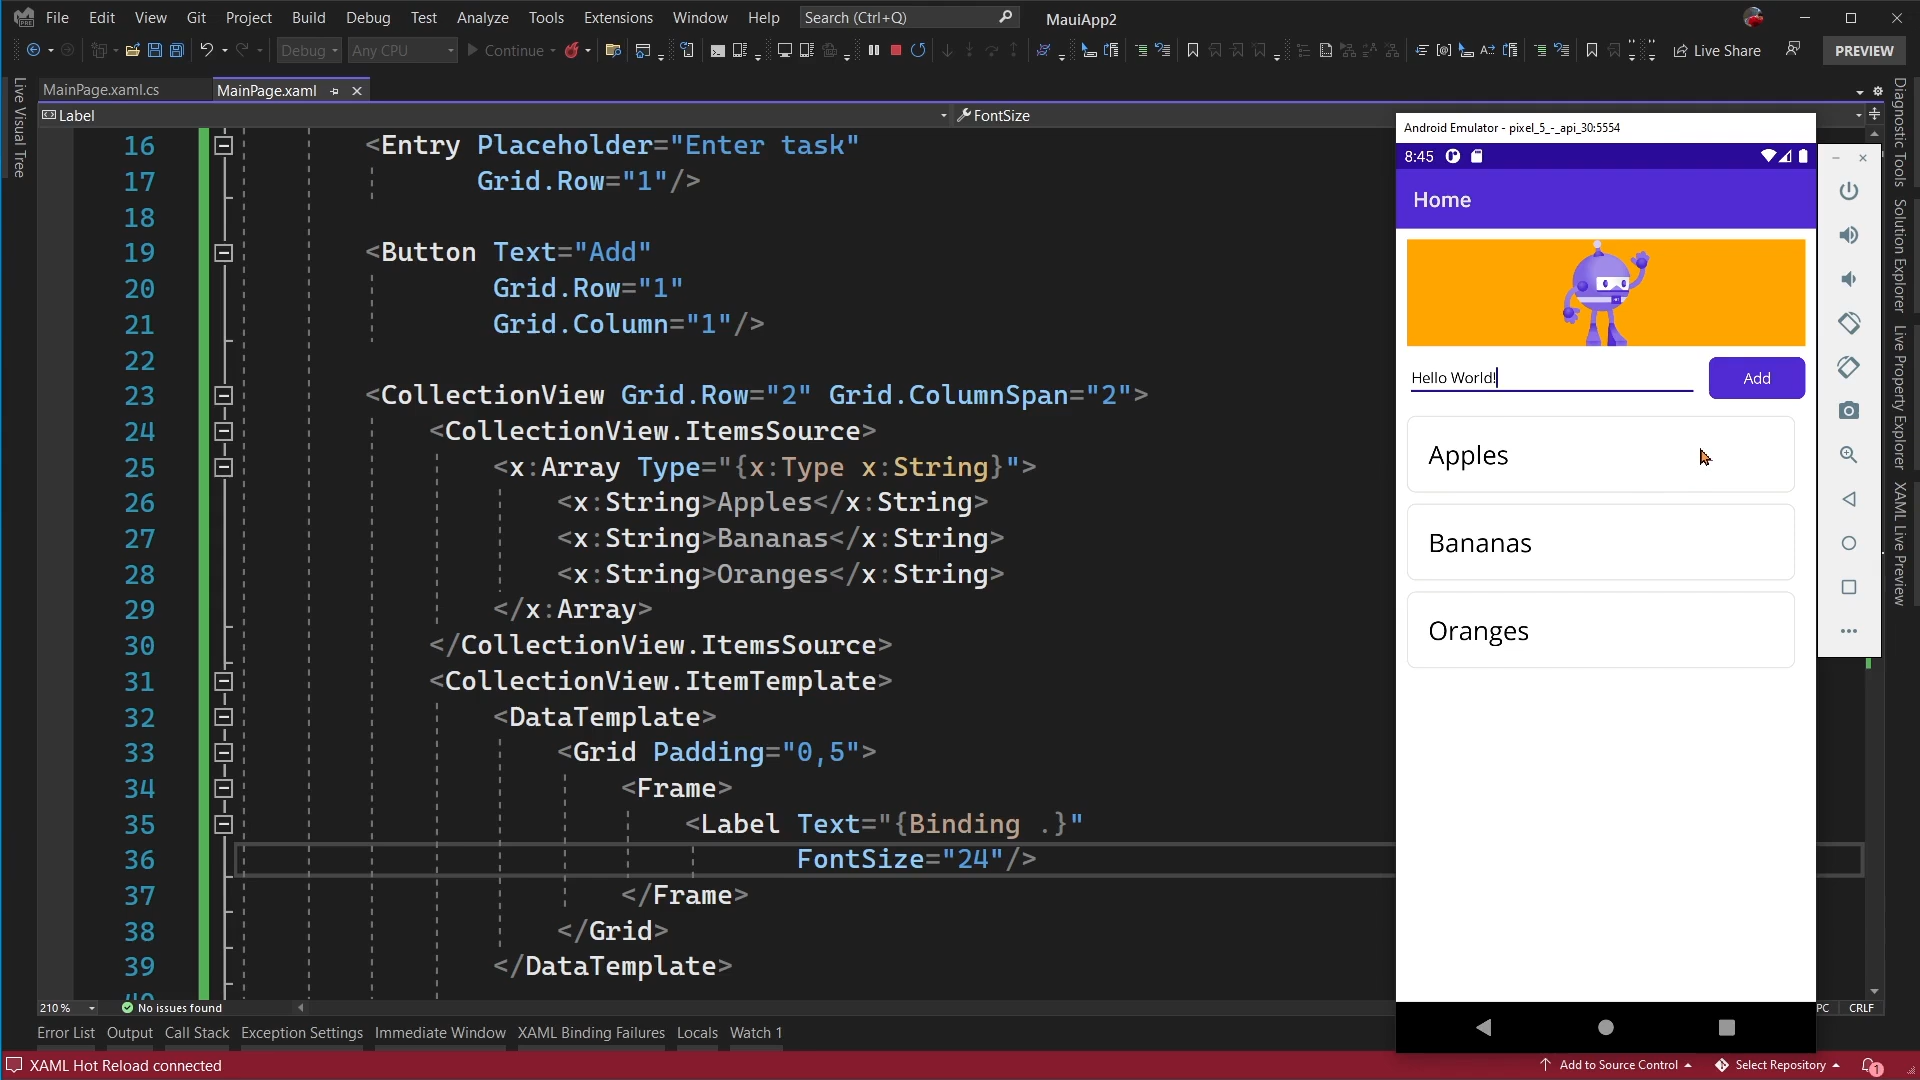 File Edit View Git Project Build Debug Test Analyze Tools Extensions Window Help Search (Ctrl+Q) MauiApp2
Debug Any CPU Continue Live Share PREVIEW
MainPage.xaml.cs MainPage.xaml
Label FontSize
Live Visual Tree
16 <Entry Placeholder="Enter task"
17 Grid.Row="1"/>
18
19 <Button Text="Add"
20 Grid.Row="1"
21 Grid.Column="1"/>
22
23 <CollectionView Grid.Row="2" Grid.ColumnSpan="2">
24 <CollectionView.ItemsSource>
25 <x:Array Type="{x:Type x:String}">
26 <x:String>Apples</x:String>
27 <x:String>Bananas</x:String>
28 <x:String>Oranges</x:String>
29 </x:Array>
30 </CollectionView.ItemsSource>
31 <CollectionView.ItemTemplate>
32 <DataTemplate>
33 <Grid Padding="0,5">
34 <Frame>
35 <Label Text="{Binding .}"
36 FontSize="24"/>
37 </Frame>
38 </Grid>
39 </DataTemplate>
40
Android Emulator - pixel_5_-_api_30:5554
8:45
Home
Hello World!
Add
Apples
Bananas
Oranges
Diagnostic Tools
Solution Explorer
Live Property Explorer
XAML Live Preview
210 % No issues found PC CRLF
Error List Output Call Stack Exception Settings Immediate Window XAML Binding Failures Locals Watch 1
XAML Hot Reload connected Add to Source Control Select Repository 1